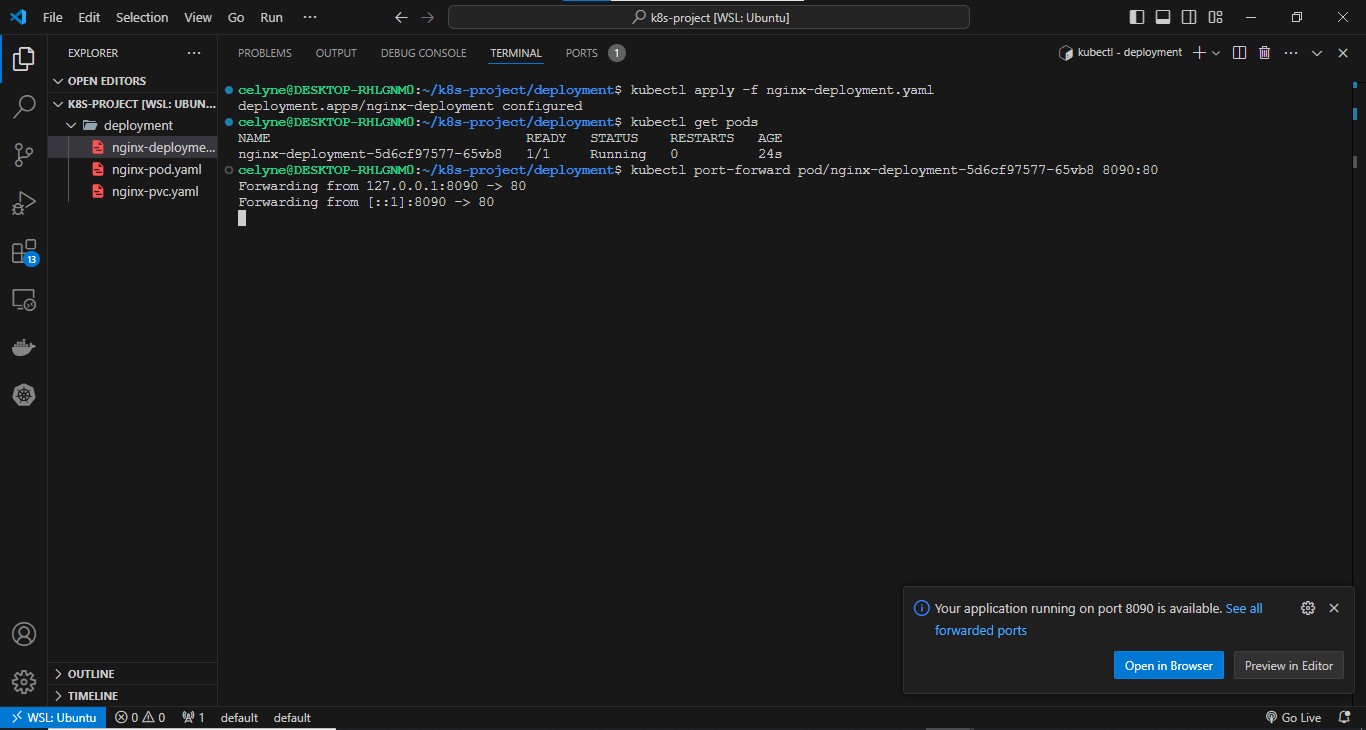 File Edit Selection View Go Run ··· k8s-project [WSL: Ubuntu]
EXPLORER ···
OPEN EDITORS
K8S-PROJECT [WSL: UBUN...
deployment
nginx-deployme...
nginx-pod.yaml
nginx-pvc.yaml
13
OUTLINE
TIMELINE
PROBLEMS OUTPUT DEBUG CONSOLE TERMINAL PORTS 1 kubectl - deployment ···
celyne@DESKTOP-RHLGNM0:~/k8s-project/deployment$ kubectl apply -f nginx-deployment.yaml
deployment.apps/nginx-deployment configured
celyne@DESKTOP-RHLGNM0:~/k8s-project/deployment$ kubectl get pods
NAME READY STATUS RESTARTS AGE
nginx-deployment-5d6cf97577-65vb8 1/1 Running 0 24s
celyne@DESKTOP-RHLGNM0:~/k8s-project/deployment$ kubectl port-forward pod/nginx-deployment-5d6cf97577-65vb8 8090:80
Forwarding from 127.0.0.1:8090 -> 80
Forwarding from [::1]:8090 -> 80
Your application running on port 8090 is available. See all
forwarded ports
Open in Browser Preview in Editor
WSL: Ubuntu 0 0 1 default default Go Live